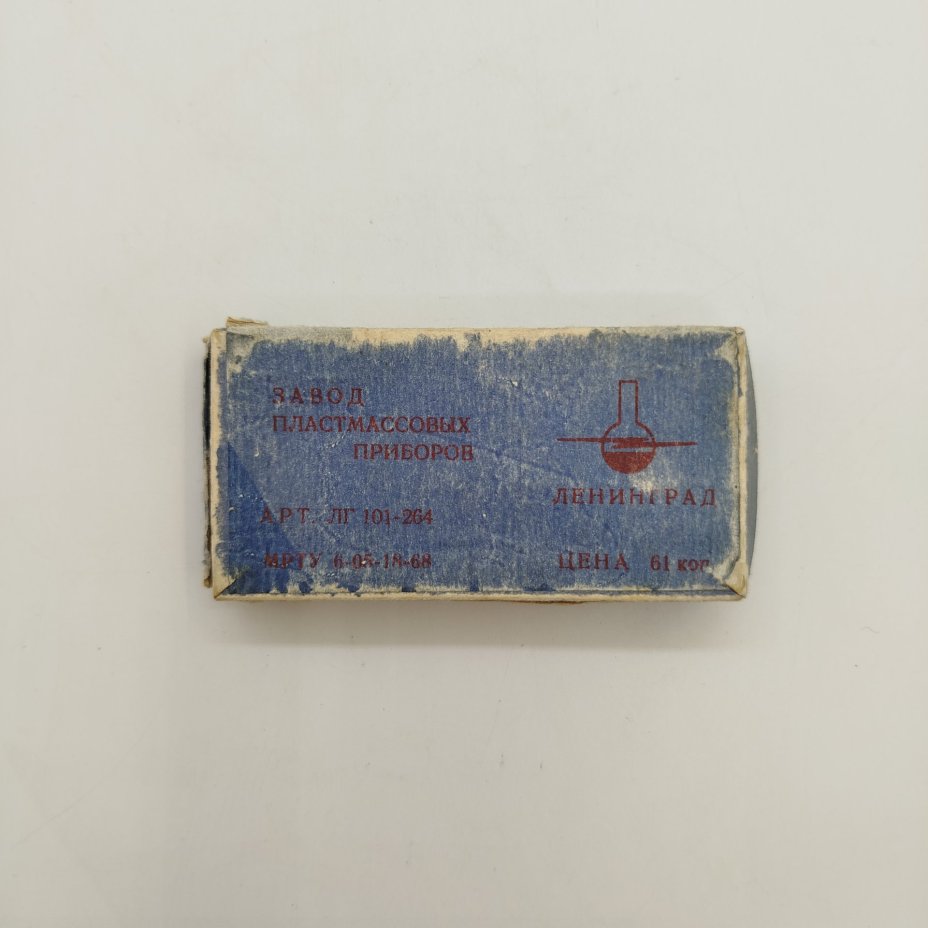 ЗАВОД
ПЛАСТМАССОВЫХ
ПРИБОРОВ
АРТ. ЛГ 101-264
МРТУ 6-05-18-68
ЛЕНИНГРАД
ЦЕНА 61 коп.